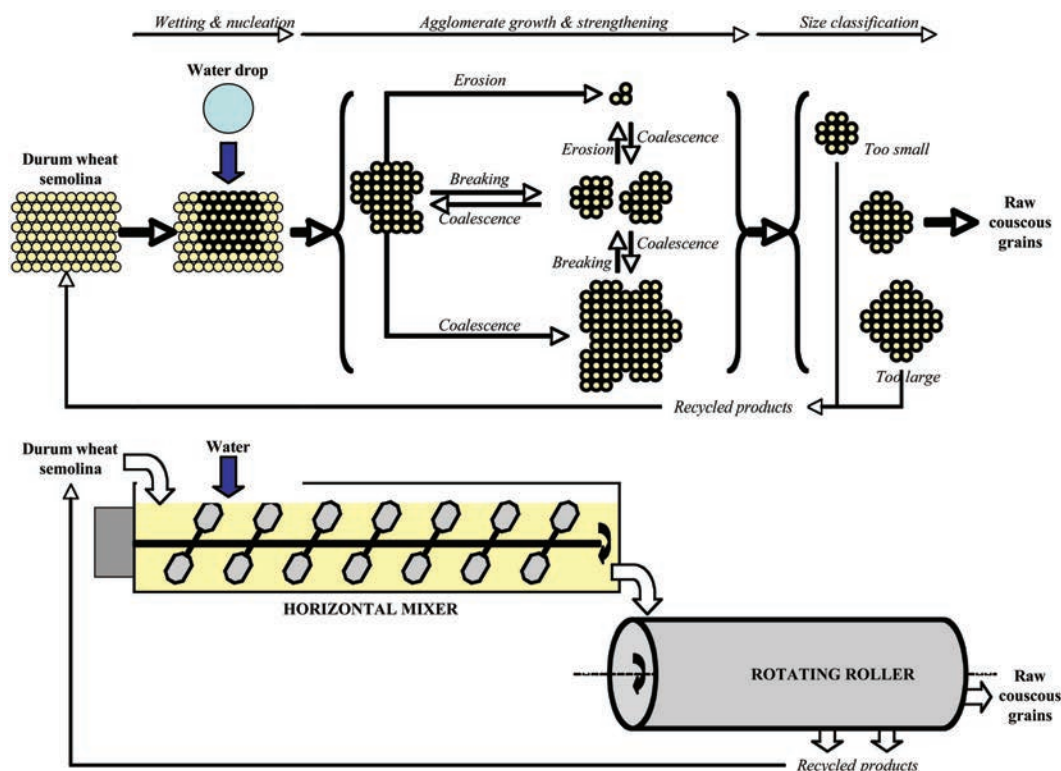 Wetting & nucleation
Agglomerate growth & strengthening
Size classification
Water drop
Erosion
Coalescence
Too small
Durum wheat
semolina
Erosion
Breaking
Coalescence
Raw
couscous
grains
Coalescence
Breaking
Coalescence
Too large
Recycled products
Durum wheat
semolina
Water
HORIZONTAL MIXER
ROTATING ROLLER
Raw
couscous
grains
Recycled products